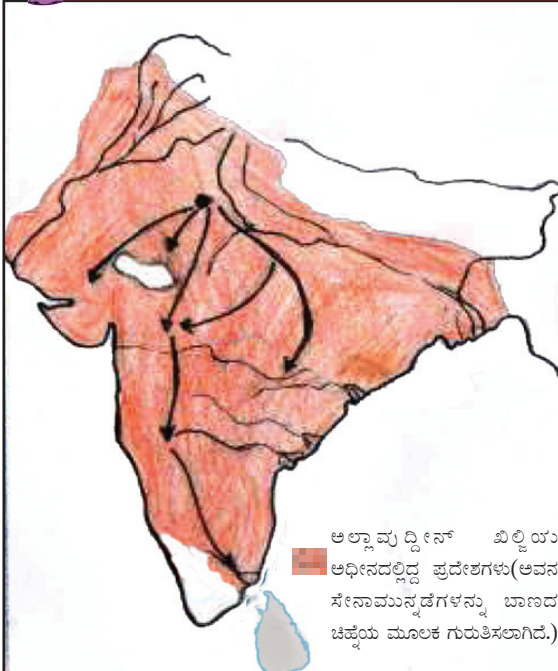 ಅಲ್ಲಾವುದ್ದೀನ್ ಖಿಲ್ಜಿಯ
ಅಧೀನದಲ್ಲಿದ್ದ ಪ್ರದೇಶಗಳು(ಅವನ
ಸೇನಾಮುನ್ನಡೆಗಳನ್ನು ಬಾಣದ
ಚಿಹ್ನೆಯ ಮೂಲಕ ಗುರುತಿಸಲಾಗಿದೆ.)